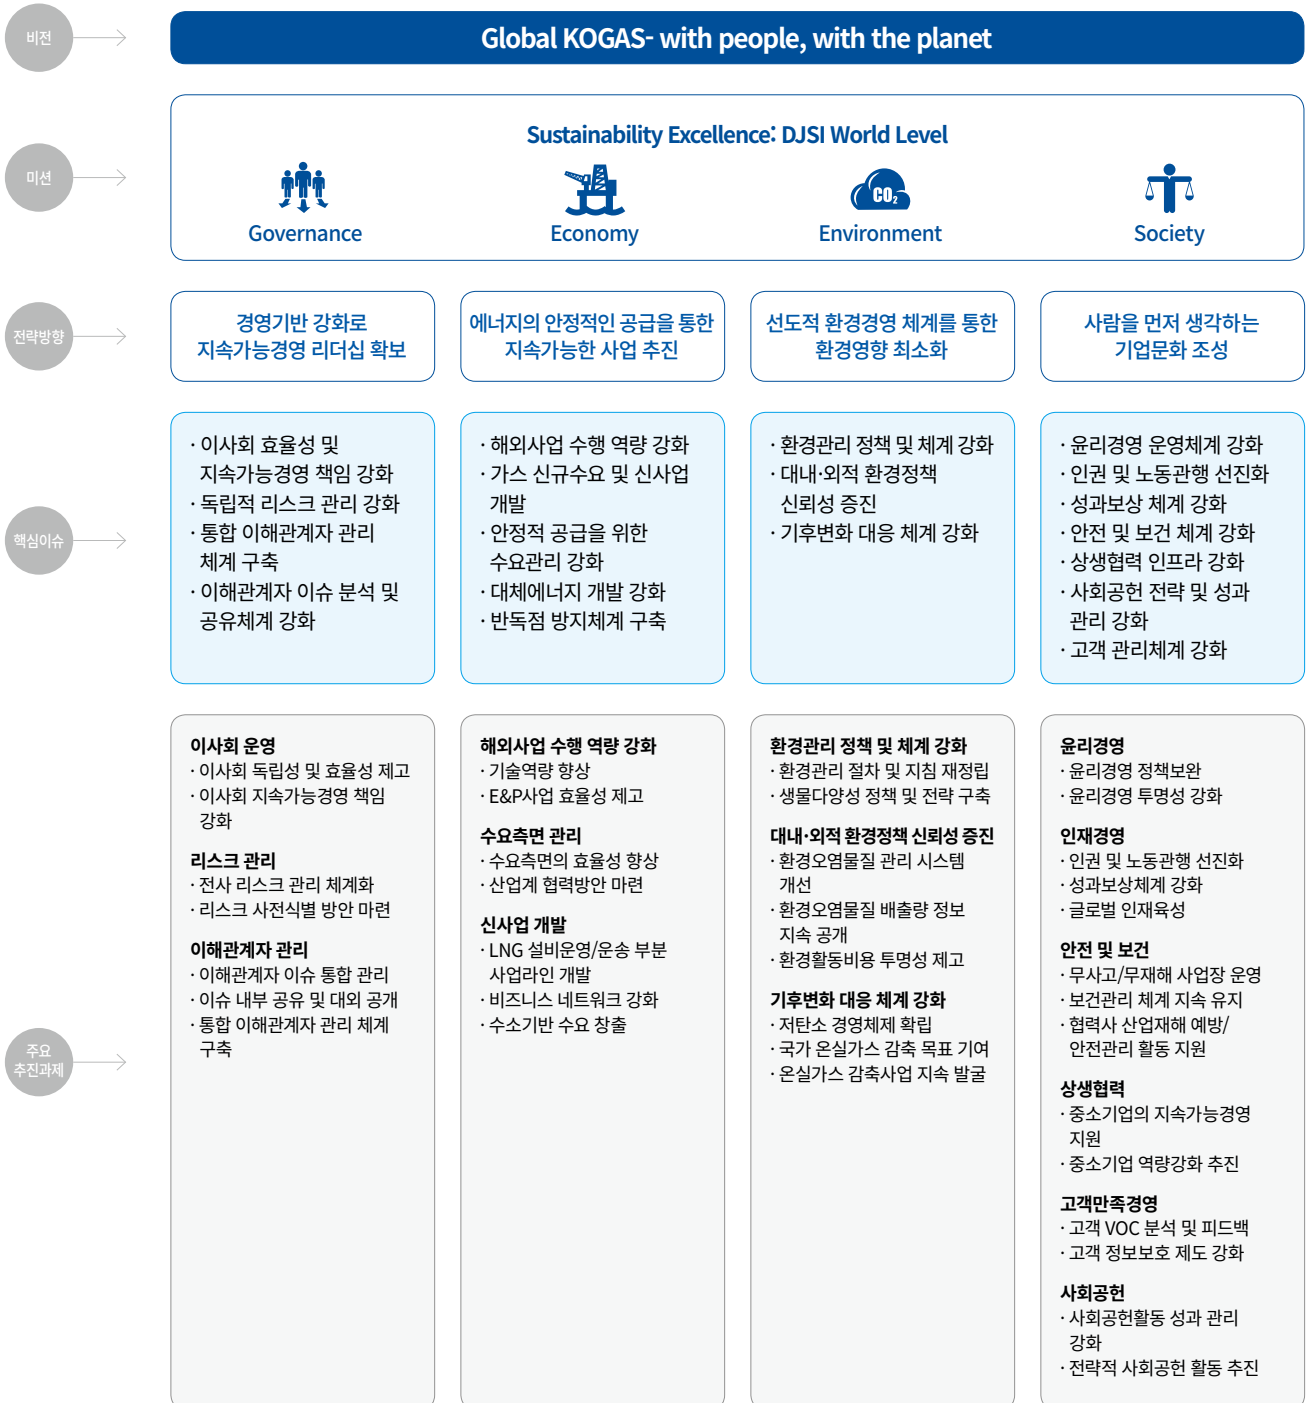 비전
Global KOGAS- with people, with the planet
미션
Sustainability Excellence: DJSI World Level
Governance
Economy
CO₂
Environment
Society
전략방향
경영기반 강화로
지속가능경영 리더십 확보
에너지의 안정적인 공급을 통한
지속가능한 사업 추진
선도적 환경경영 체계를 통한
환경영향 최소화
사람을 먼저 생각하는
기업문화 조성
핵심이슈
· 이사회 효율성 및
지속가능경영 책임 강화
· 독립적 리스크 관리 강화
· 통합 이해관계자 관리
체계 구축
· 이해관계자 이슈 분석 및
공유체계 강화
· 해외사업 수행 역량 강화
· 가스 신규수요 및 신사업
개발
· 안정적 공급을 위한
수요관리 강화
· 대체에너지 개발 강화
· 반독점 방지체계 구축
· 환경관리 정책 및 체계 강화
· 대내·외적 환경정책
신뢰성 증진
· 기후변화 대응 체계 강화
· 윤리경영 운영체계 강화
· 인권 및 노동관행 선진화
· 성과보상 체계 강화
· 안전 및 보건 체계 강화
· 상생협력 인프라 강화
· 사회공헌 전략 및 성과
관리 강화
· 고객 관리체계 강화
주요
추진과제
이사회 운영
· 이사회 독립성 및 효율성 제고
· 이사회 지속가능경영 책임
강화
리스크 관리
· 전사 리스크 관리 체계화
· 리스크 사전식별 방안 마련
이해관계자 관리
· 이해관계자 이슈 통합 관리
· 이슈 내부 공유 및 대외 공개
· 통합 이해관계자 관리 체계
구축
해외사업 수행 역량 강화
· 기술역량 향상
· E&P사업 효율성 제고
수요측면 관리
· 수요측면의 효율성 향상
· 산업계 협력방안 마련
신사업 개발
· LNG 설비운영/운송 부분
사업라인 개발
· 비즈니스 네트워크 강화
· 수소기반 수요 창출
환경관리 정책 및 체계 강화
· 환경관리 절차 및 지침 재정립
· 생물다양성 정책 및 전략 구축
대내·외적 환경정책 신뢰성 증진
· 환경오염물질 관리 시스템
개선
· 환경오염물질 배출량 정보
지속 공개
· 환경활동비용 투명성 제고
기후변화 대응 체계 강화
· 저탄소 경영체제 확립
· 국가 온실가스 감축 목표 기여
· 온실가스 감축사업 지속 발굴
윤리경영
· 윤리경영 정책보완
· 윤리경영 투명성 강화
인재경영
· 인권 및 노동관행 선진화
· 성과보상체계 강화
· 글로벌 인재육성
안전 및 보건
· 무사고/무재해 사업장 운영
· 보건관리 체계 지속 유지
· 협력사 산업재해 예방/
안전관리 활동 지원
상생협력
· 중소기업의 지속가능경영
지원
· 중소기업 역량강화 추진
고객만족경영
· 고객 VOC 분석 및 피드백
· 고객 정보보호 제도 강화
사회공헌
· 사회공헌활동 성과 관리
강화
· 전략적 사회공헌 활동 추진